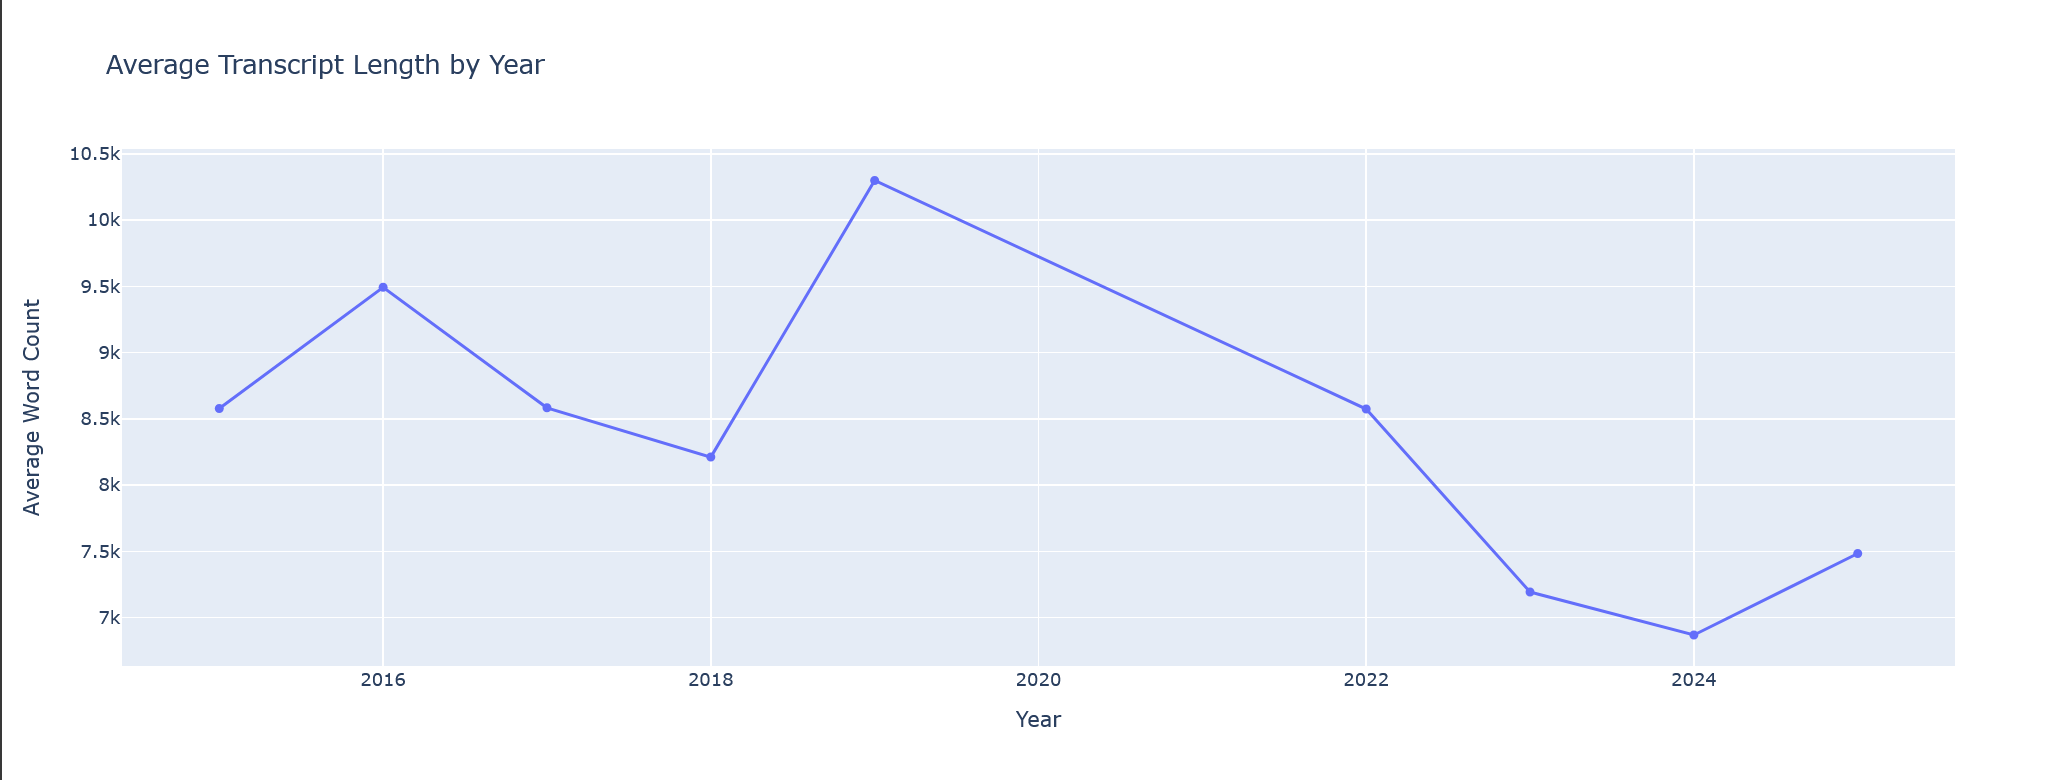 Average Transcript Length by Year
10.5k
10k
9.5k
9k
8.5k
8k
7.5k
7k
Average Word Count
2016 2018 2020 2022 2024
Year